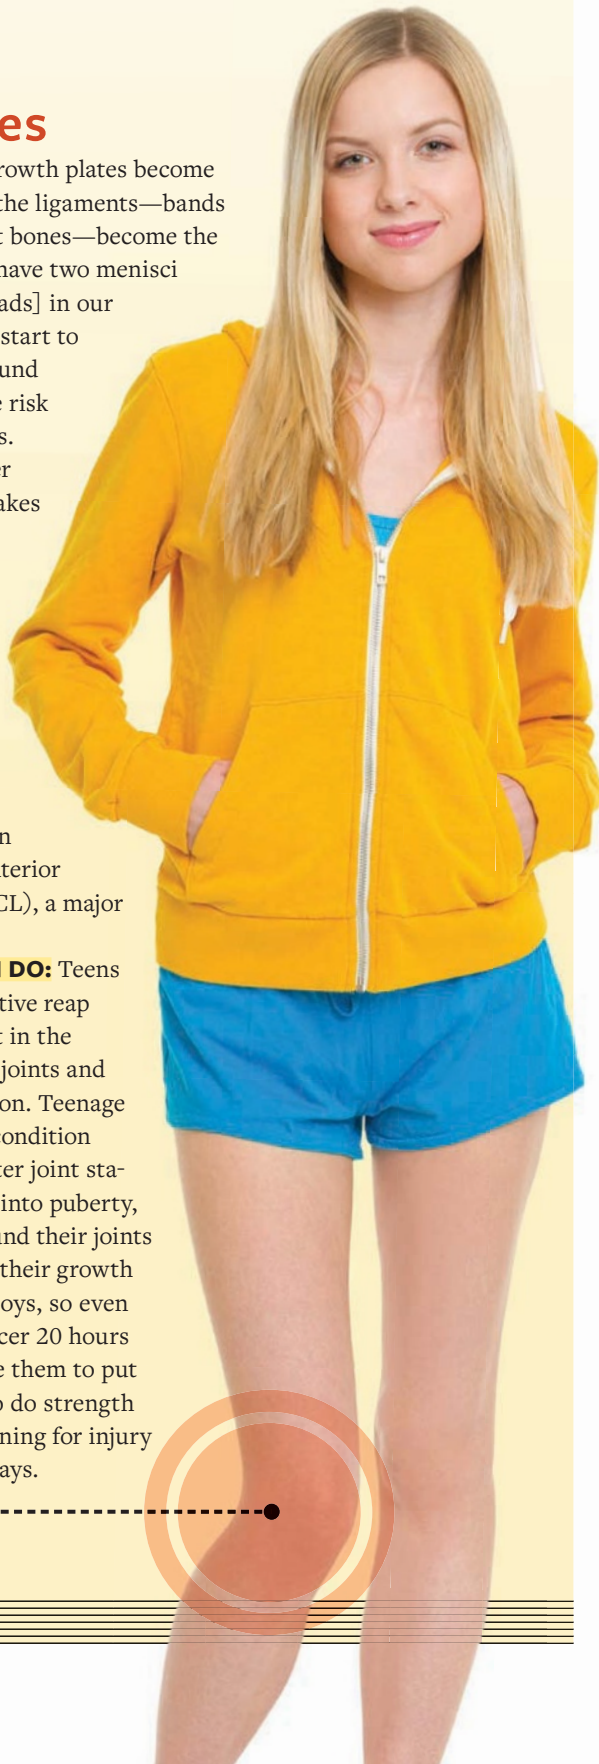 es
rowth plates become
the ligaments—bands
t bones—become the
have two menisci
ads] in our
start to
und
e risk
s.
er
akes
n
terior
CL), a major
I DO: Teens
tive reap
t in the
joints and
on. Teenage
condition
ter joint sta-
into puberty,
und their joints
their growth
oys, so even
cer 20 hours
e them to put
o do strength
ning for injury
ays.